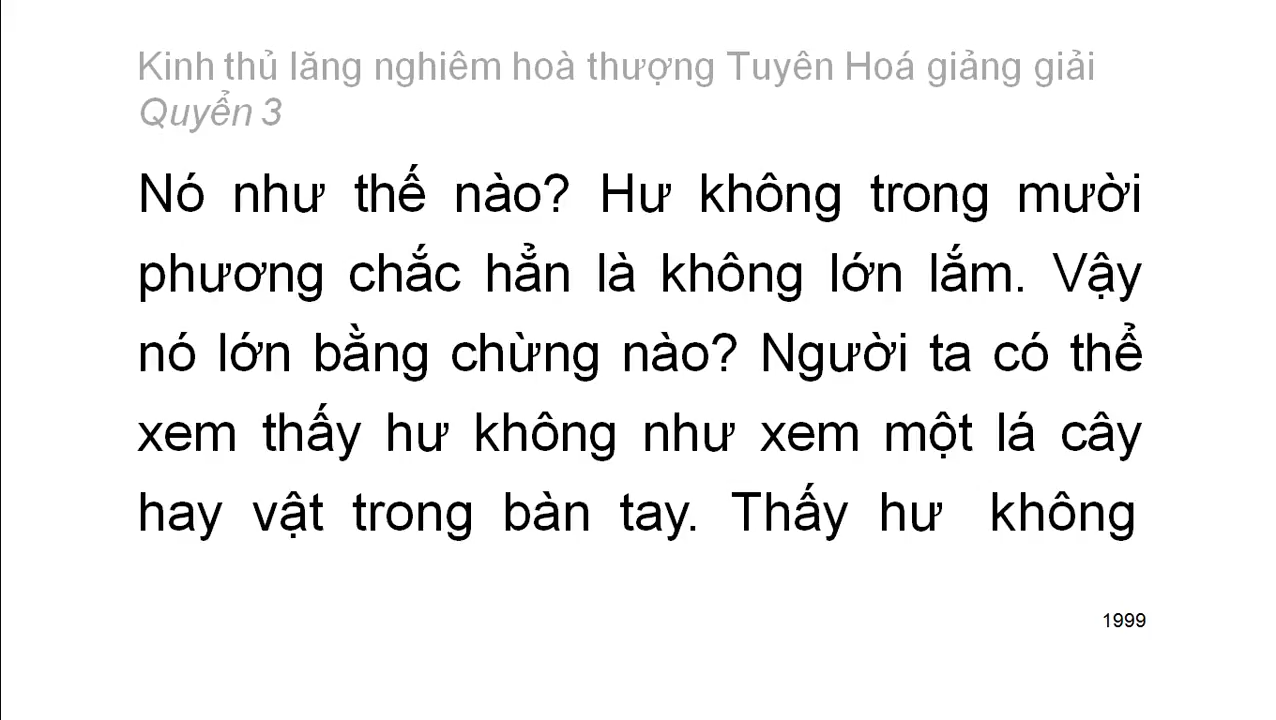 Kinh thủ lăng nghiêm hoà thượng Tuyên Hoá giảng giải
Quyển 3
Nó như thế nào? Hư không trong mười
phương chắc hẳn là không lớn lắm. Vậy
nó lớn bằng chừng nào? Người ta có thể
xem thấy hư không như xem một lá cây
hay vật trong bàn tay. Thấy hư không
1999